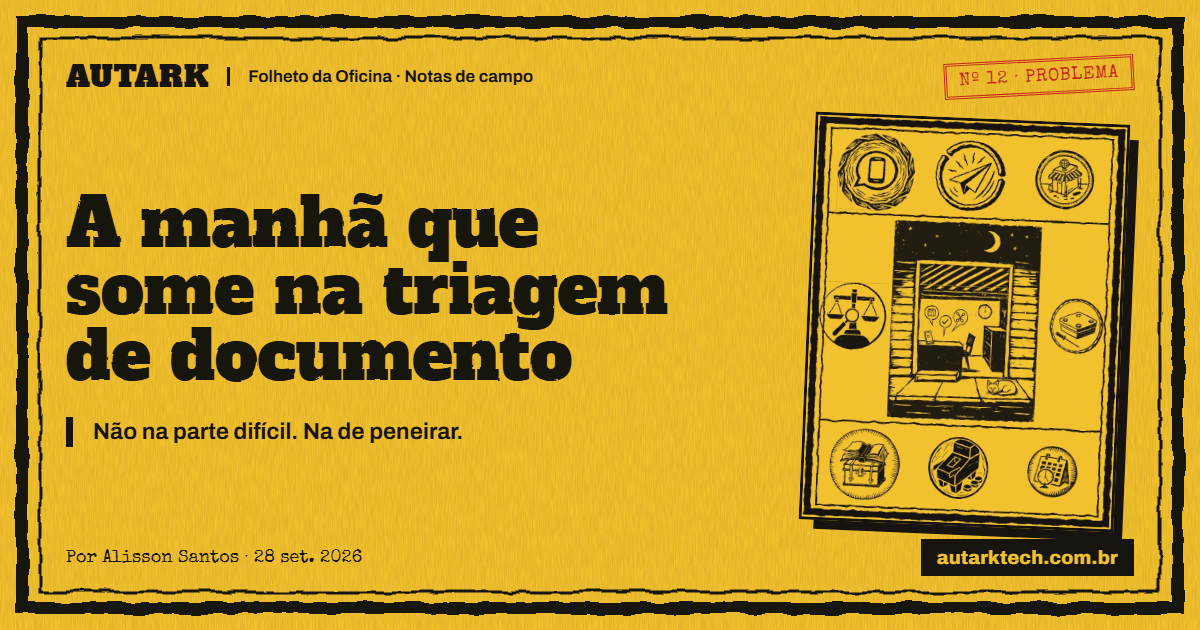 AUTARK
Folheto da Oficina · Notas de campo
Nº 12 · PROBLEMA
A manhã que
some na triagem
de documento
Não na parte difícil. Na de peneirar.
Por Alisson Santos · 28 set. 2026
autarktech.com.br